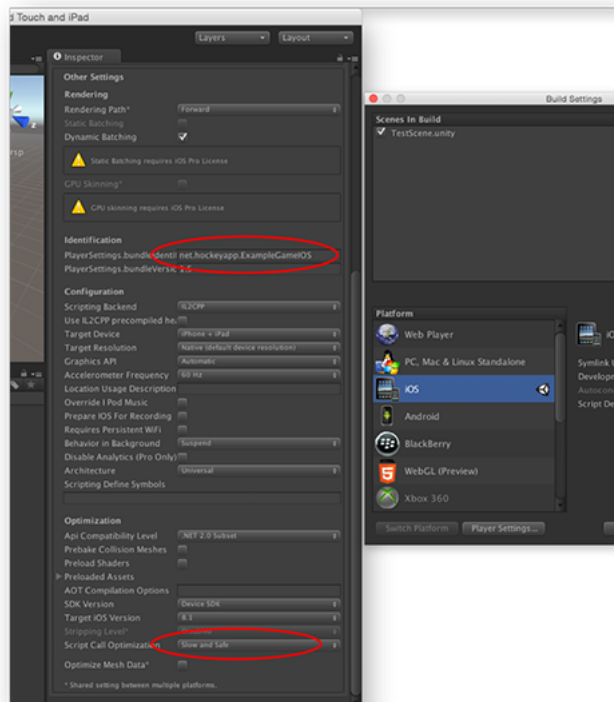 d Touch and iPad
Layers
Layout
Inspector
Other Settings
Rendering
Rendering Path*
Forward
Static Batching
Dynamic Batching
Static Batching requires iOS Pro License
GPU Skinning*
GPU skinning requires iOS Pro License
Identification
PlayerSettings.bundleIdentif
net.hockeyapp.ExampleGameIOS
PlayerSettings.bundleVersic
Configuration
Scripting Backend
IL2CPP
Use IL2CPP precompiled hea
Target Device
iPhone + iPad
Target Resolution
Native (default device resolution)
Graphics API
Automatic
Accelerometer Frequency
60 Hz
Location Usage Description
Override iPod Music
Prepare IOS For Recording
Requires Persistent WiFi
Behavior in Background
Suspend
Disable Analytics (Pro Only)
Architecture
Universal
Scripting Define Symbols
Optimization
Api Compatibility Level
.NET 2.0 Subset
Prebake Collision Meshes
Preload Shaders
Preloaded Assets
AOT Compilation Options
SDK Version
Device SDK
Target iOS Version
8.1
Stripping Level*
Script Call Optimization
Slow and Safe
Optimize Mesh Data*
* Shared setting between multiple platforms.
Build Settings
Scenes In Build
TestScene.unity
Platform
Web Player
PC, Mac & Linux Standalone
iOS
Android
BlackBerry
WebGL (Preview)
Xbox 360
Switch Platform
Player Settings...
iO
Symlink U
Developm
Autocon
Script De